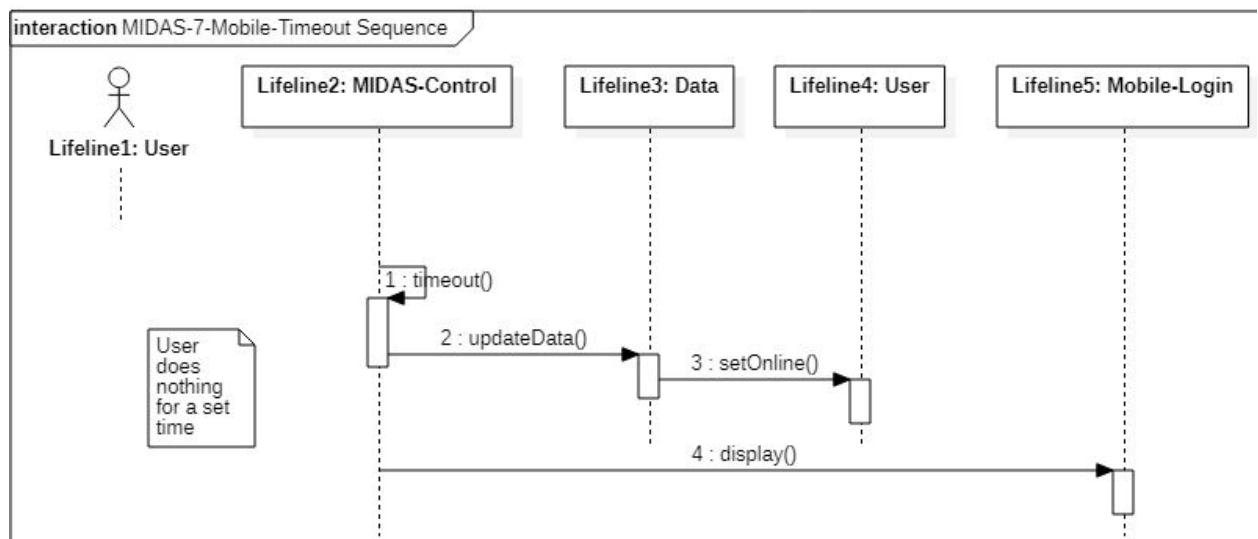 interaction MIDAS-7-Mobile-Timeout Sequence
Lifeline1: User
Lifeline2: MIDAS-Control
Lifeline3: Data
Lifeline4: User
Lifeline5: Mobile-Login
1 : timeout()
2 : updateData()
3 : setOnline()
User
does
nothing
for a set
time
4 : display()